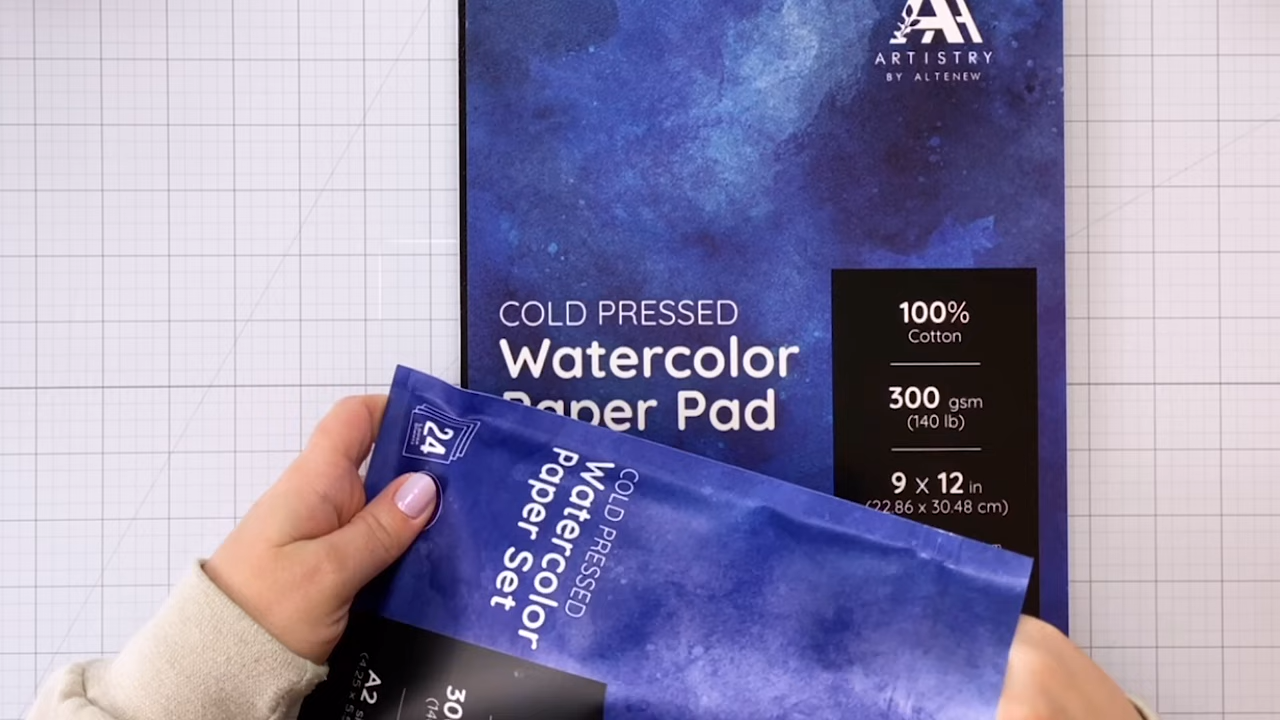 ARTISTRY
BY ALTENEW
COLD PRESSED
Watercolor
Paper Pad
100%
Cotton
300 gsm
(140 lb)
9 x 12 in
(22.86 x 30.48 cm)
24
COLD PRESSED
Watercolor
Paper Set
A2